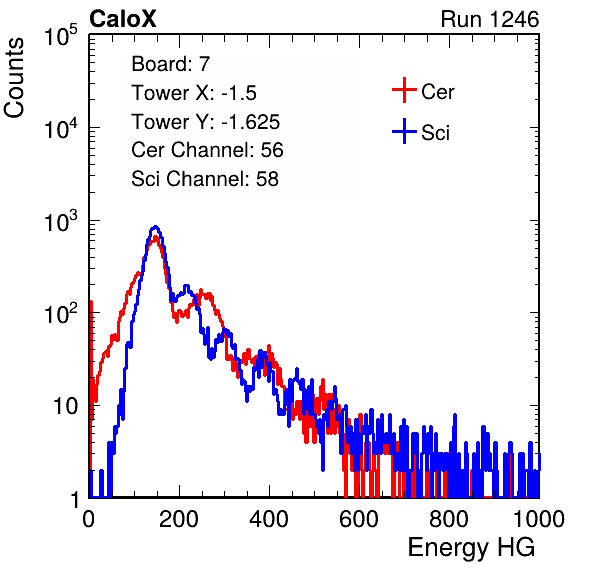 CaloX Run 1246
Counts
10^5
10^4
10^3
10^2
10
1
Board: 7
Tower X: -1.5
Tower Y: -1.625
Cer Channel: 56
Sci Channel: 58
Cer
Sci
0 200 400 600 800 1000
Energy HG